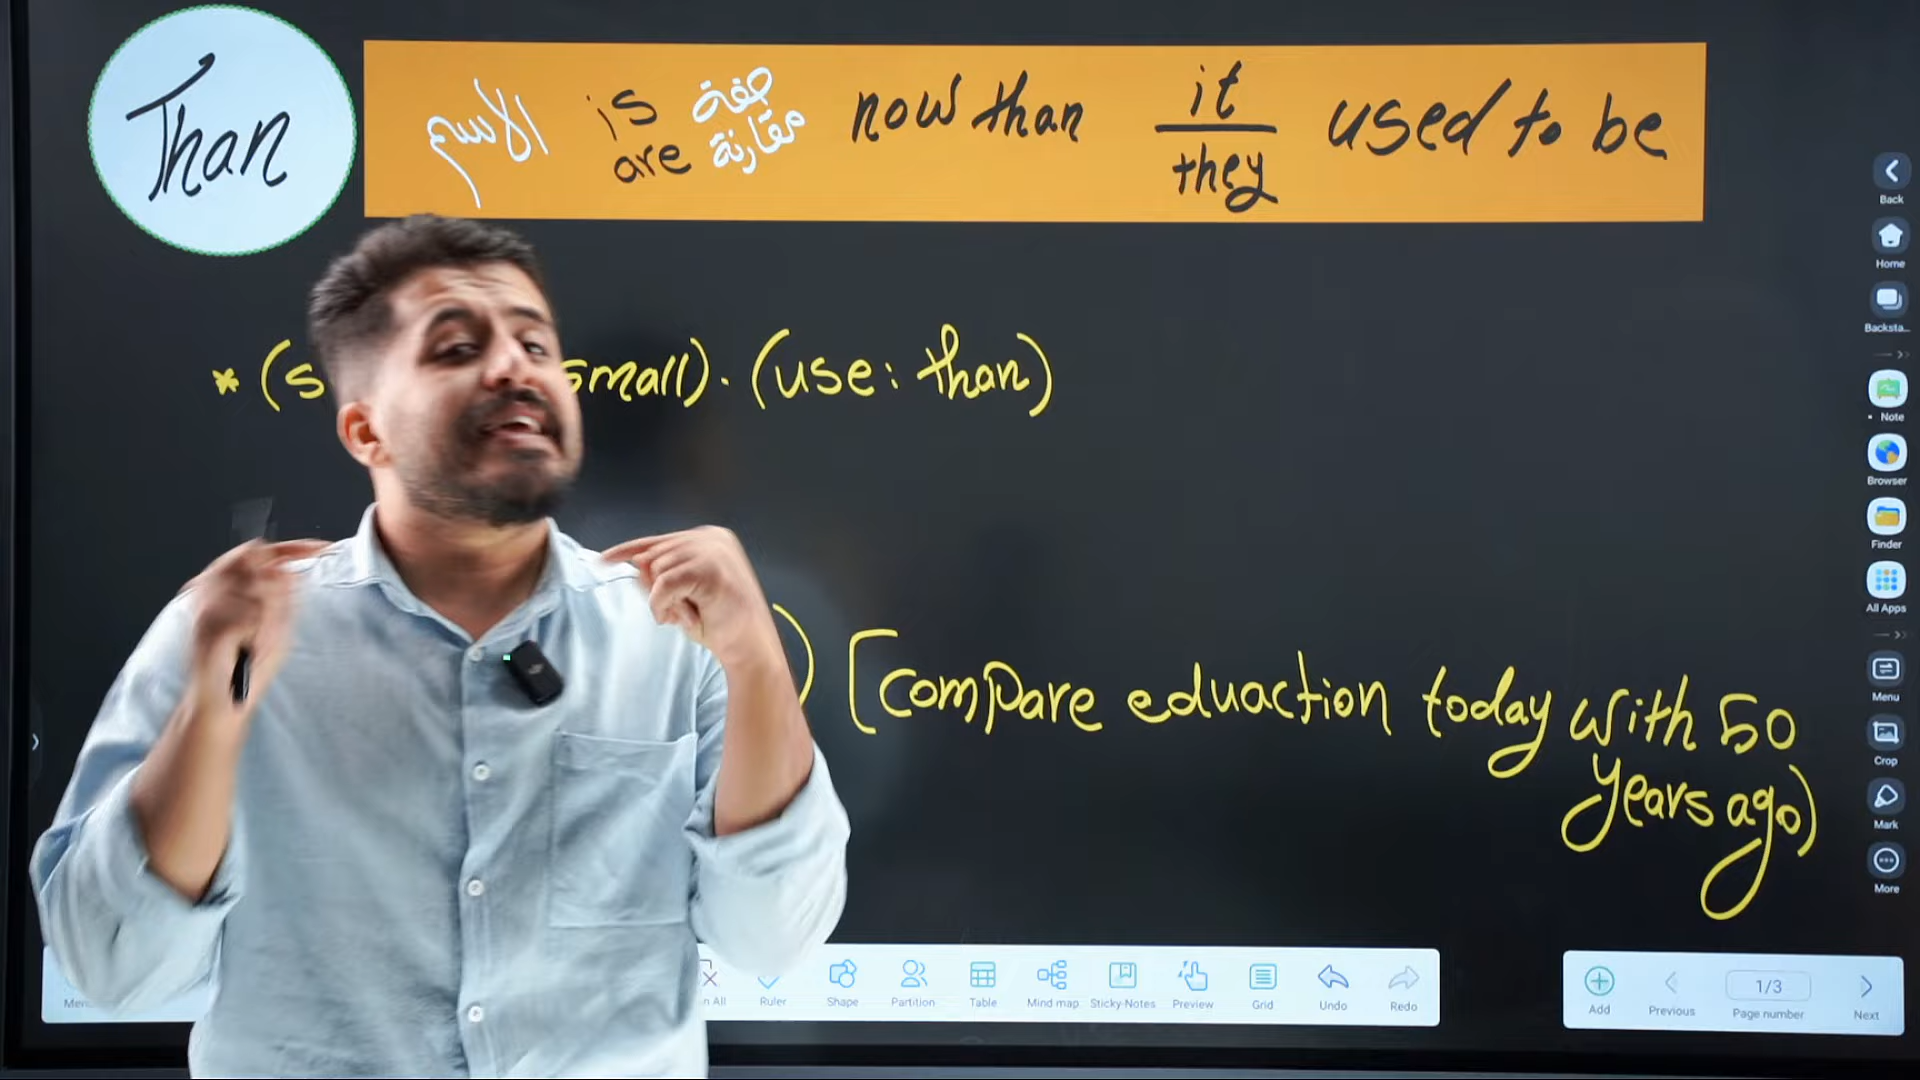 Than
الاسم is are صفة مقارنة now than it they used to be
* (s small). (use: than)
) [compare eduaction today with 50
years ago)
Back
Home
Backsta...
Note
Browser
Finder
All Apps
Menu
Crop
Mark
More
Ruler Shape Partition Table Mind map Sticky-Notes Preview Grid Undo Redo
Add Previous 1/3 Page number Next